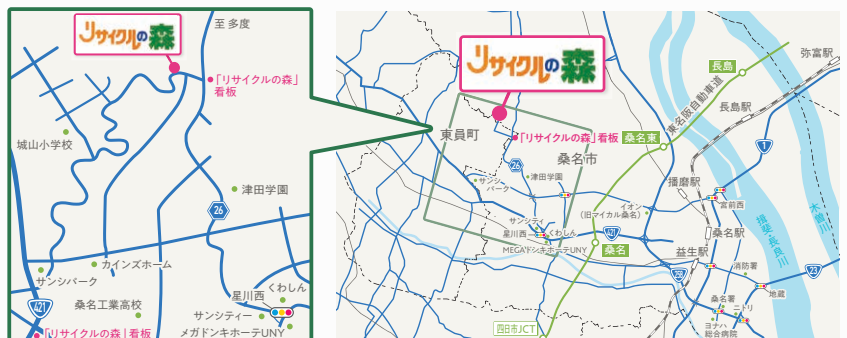 リサイクルの森
至 多度
「リサイクルの森」
看板
城山小学校
津田学園
26
カインズホーム
サンシパーク
桑名工業高校
421
「リサイクルの森」看板
星川西
くわしん
サンシティー
メガドンキホーテUNY
リサイクルの森
東員町
「リサイクルの森」看板
桑名市
26
サンシ
パーク
津田学園
サンシティ
星川西
くわしん
MEGAドンキホーテUNY
イオン
(旧マイカル桑名)
421
桑名
桑名東
長島
東名阪自動車道
弥富駅
長島駅
1
播磨駅
宮前西
桑名駅
益生駅
258
消防署
地蔵
23
桑名署
ニトリ
ヨナハ
総合病院
揖斐・長良川
木曽川
四日市JCT